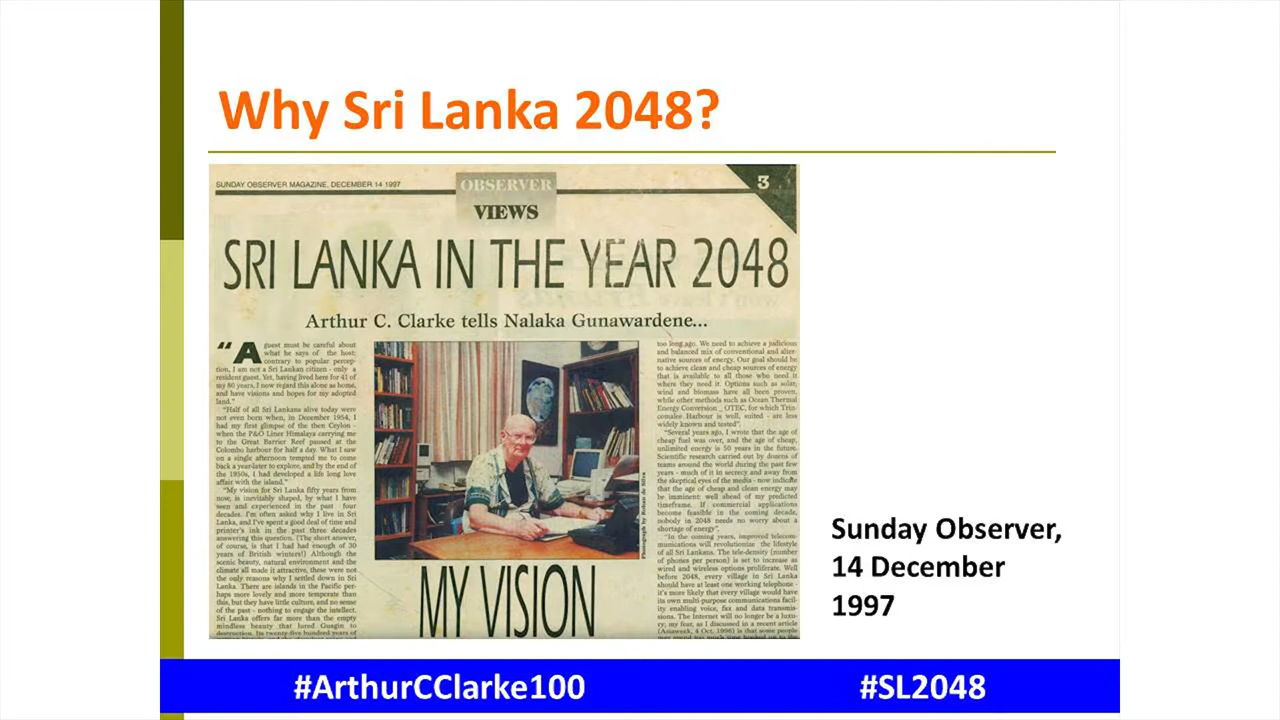 Why Sri Lanka 2048?
SUNDAY OBSERVER MAGAZINE, DECEMBER 14 1997
OBSERVER
VIEWS
3
SRI LANKA IN THE YEAR 2048
Arthur C. Clarke tells Nalaka Gunawardene...
“A guest must be careful about
what he says of the host:
contrary to popular percep-
tion, I am not a Sri Lankan citizen - only a
resident guest. Yet, having lived here for 41 of
my 80 years, I now regard this alone as home,
and have visions and hopes for my adopted
land."
"Half of all Sri Lankans alive today were
not even born when, in December 1954, I
had my first glimpse of the then Ceylon -
when the P&O Liner Himalaya carrying me
to the Great Barrier Reef passed at the
Colombo harbour for half a day. What I saw
on a single afternoon tempted me to come
back a year later to explore, and by the end of
the 1950s, I had developed a life long love
affair with the island."
"My vision for Sri Lanka fifty years from
now, is inevitably shaped, by what I have
seen and experienced in the past four
decades. I'm often asked why I live in Sri
Lanka, and I've spent a good deal of time and
printer's ink in the past three decades
answering this question. (The short answer,
of course, is that I had had enough of 30
years of British winters!) Although the
scenic beauty, natural environment and the
climate all made it attractive, these were not
the only reasons why I settled down in Sri
Lanka. There are islands in the Pacific per-
haps more lovely and more temperate than
this, but they have little culture, and no sense
of the past - nothing to engage the intellect.
Sri Lanka offers far more than the empty
mindless beauty that lured Gaugin to
destruction. Its twenty-five hundred years of
Photograph by Rohan de Silva
MY VISION
too long ago. We need to achieve a judicious
and balanced mix of conventional and alter-
native sources of energy. Our goal should be
to achieve clean and cheap sources of energy
that is available to all those who need it
where they need it. Options such as solar,
wind and biomass have all been proven,
while other methods such as Ocean Thermal
Energy Conversion _ OTEC, for which Trin-
comalee Harbour is well, suited - are less
widely known and tested".
"Several years ago, I wrote that the age of
cheap fuel was over, and the age of cheap,
unlimited energy is 50 years in the future.
Scientific research carried out by dozens of
teams around the world during the past few
years - much of it in secrecy and away from
the skeptical eyes of the media - now indicate
that the age of cheap and clean energy may
be imminent: well ahead of my predicted
timeframe. If commercial applications
become feasible in the coming decade,
nobody in 2048 needs no worry about a
shortage of energy".
"In the coming years, improved telecom-
munications will revolutionize the lifestyle
of all Sri Lankans. The tele-density (number
of phones per person) is set to increase as
wired and wireless options proliferate. Well
before 2048, every village in Sri Lanka
should have at least one working telephone -
it's more likely that every village would have
its own multi-purpose communications facil-
ity enabling voice, fax and data transmis-
sions. The Internet will no longer be a luxu-
ry; my fear, as I discussed in a recent article
(Asiaweek, 4 Oct. 1996) is that some people
Sunday Observer,
14 December
1997
#ArthurCClarke100
#SL2048